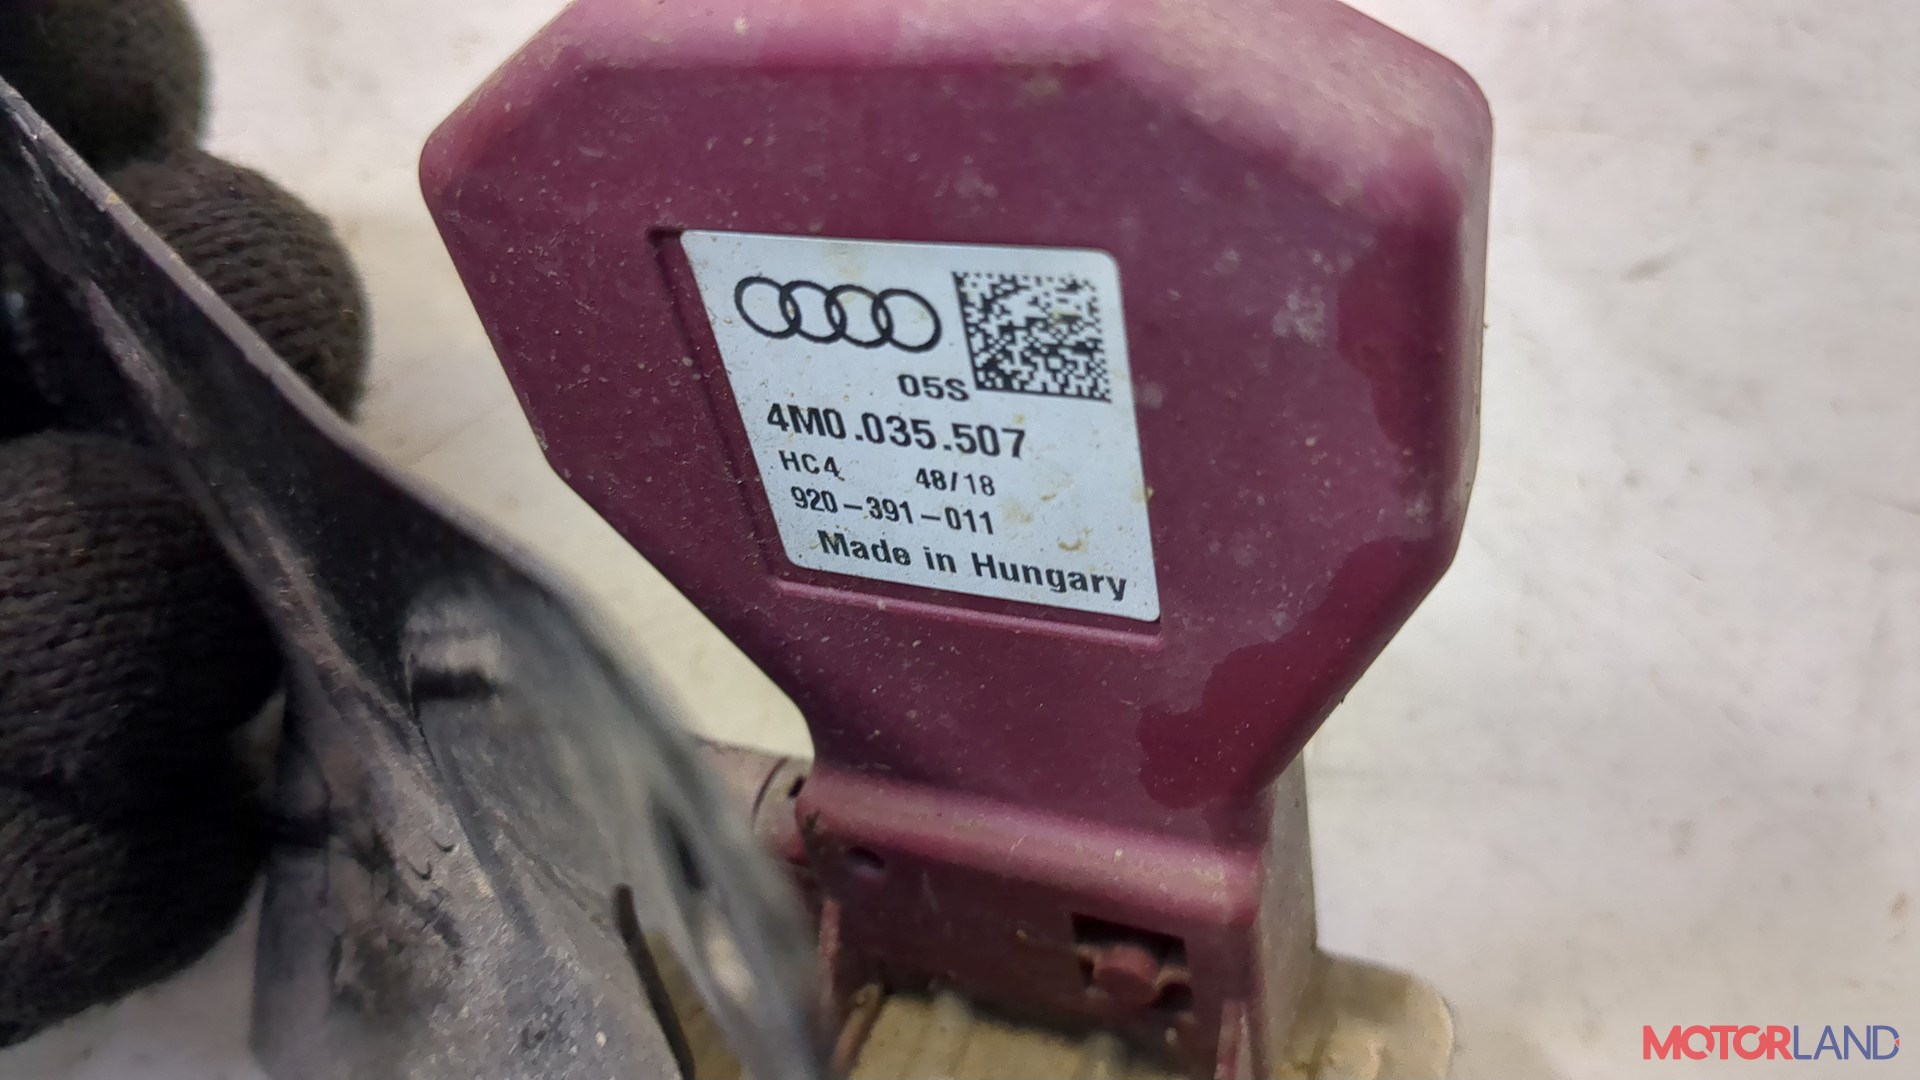 05S
4M0.035.507
HC4 48/18
920-391-011
Made in Hungary
MOTORLAND